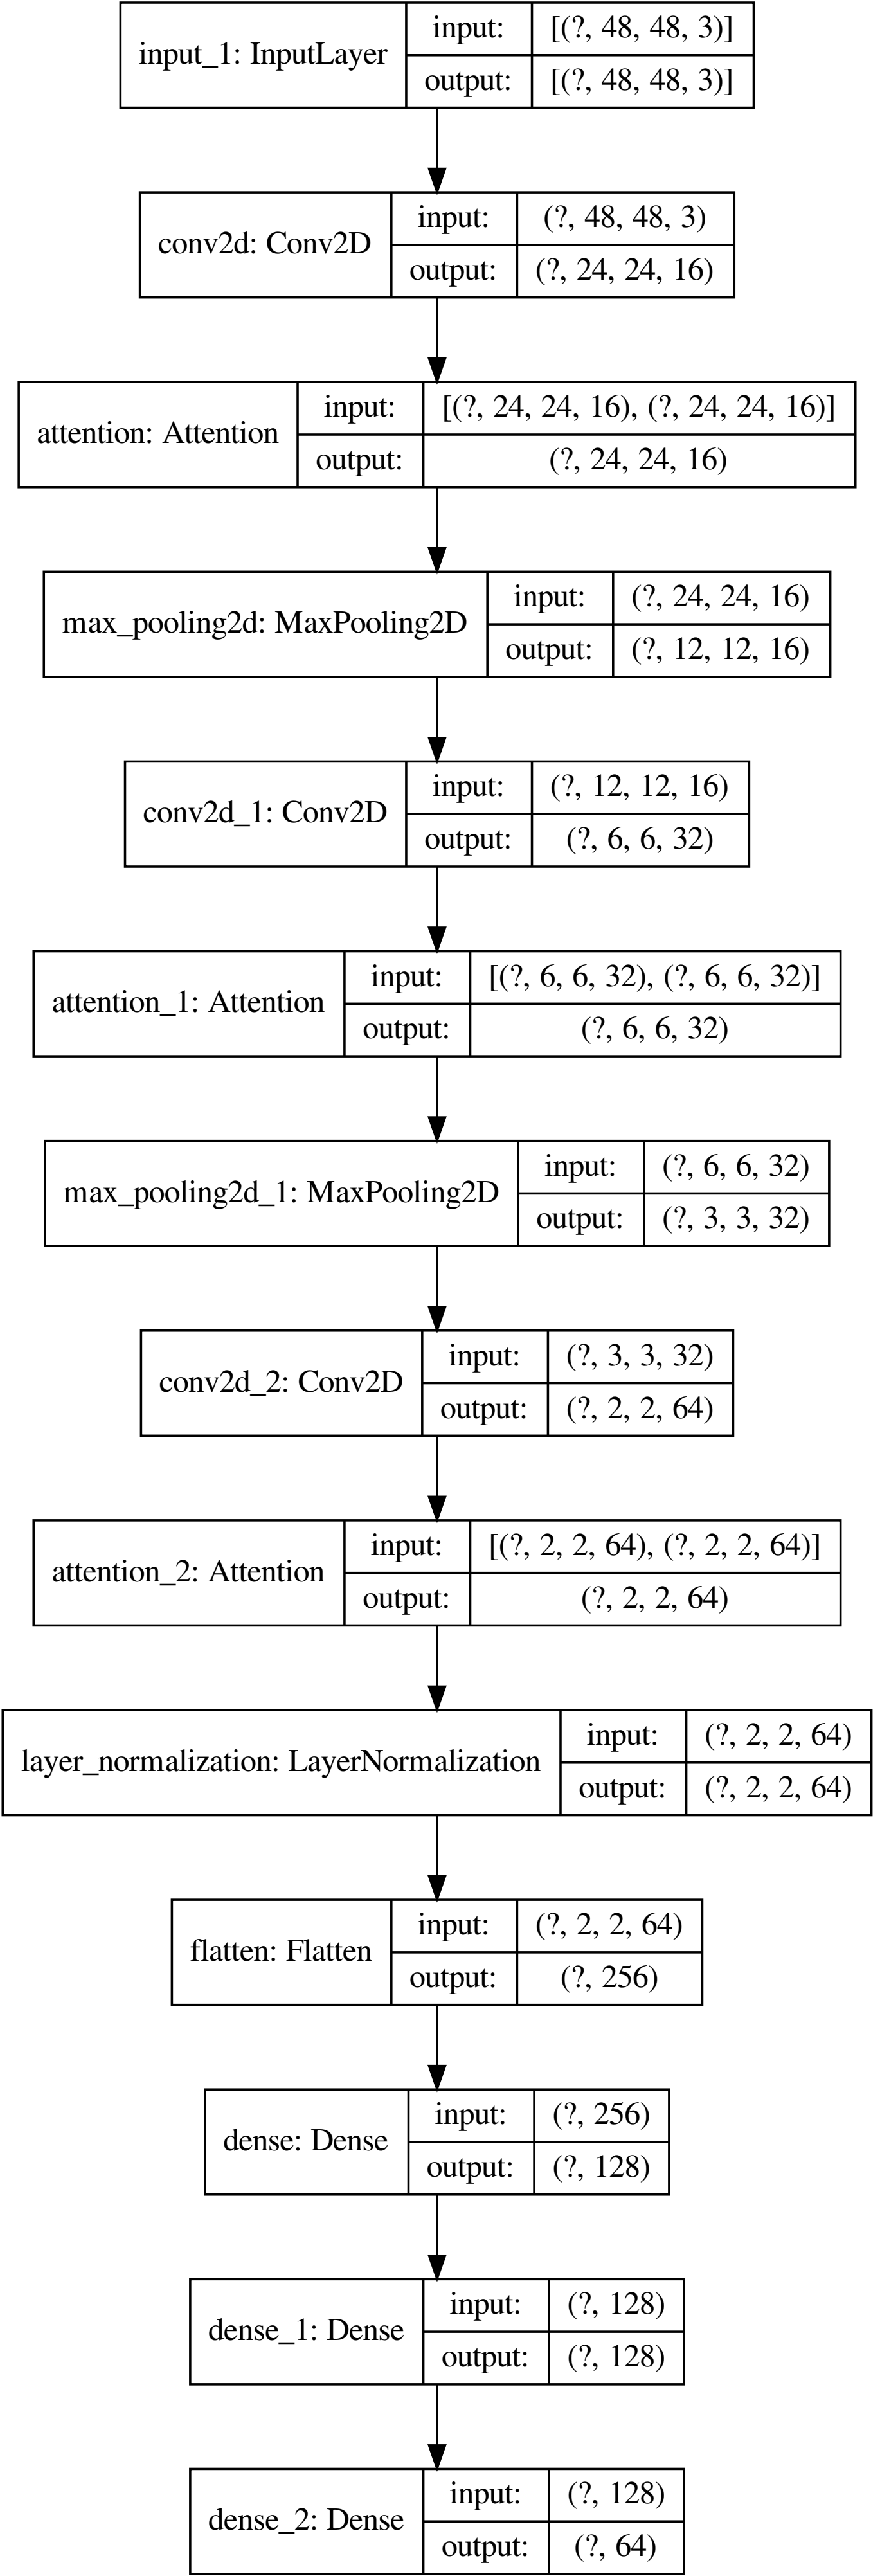 input_1: InputLayer
input:
[(?, 48, 48, 3)]
output:
[(?, 48, 48, 3)]
conv2d: Conv2D
input:
(?, 48, 48, 3)
output:
(?, 24, 24, 16)
attention: Attention
input:
[(?, 24, 24, 16), (?, 24, 24, 16)]
output:
(?, 24, 24, 16)
max_pooling2d: MaxPooling2D
input:
(?, 24, 24, 16)
output:
(?, 12, 12, 16)
conv2d_1: Conv2D
input:
(?, 12, 12, 16)
output:
(?, 6, 6, 32)
attention_1: Attention
input:
[(?, 6, 6, 32), (?, 6, 6, 32)]
output:
(?, 6, 6, 32)
max_pooling2d_1: MaxPooling2D
input:
(?, 6, 6, 32)
output:
(?, 3, 3, 32)
conv2d_2: Conv2D
input:
(?, 3, 3, 32)
output:
(?, 2, 2, 64)
attention_2: Attention
input:
[(?, 2, 2, 64), (?, 2, 2, 64)]
output:
(?, 2, 2, 64)
layer_normalization: LayerNormalization
input:
(?, 2, 2, 64)
output:
(?, 2, 2, 64)
flatten: Flatten
input:
(?, 2, 2, 64)
output:
(?, 256)
dense: Dense
input:
(?, 256)
output:
(?, 128)
dense_1: Dense
input:
(?, 128)
output:
(?, 128)
dense_2: Dense
input:
(?, 128)
output:
(?, 64)